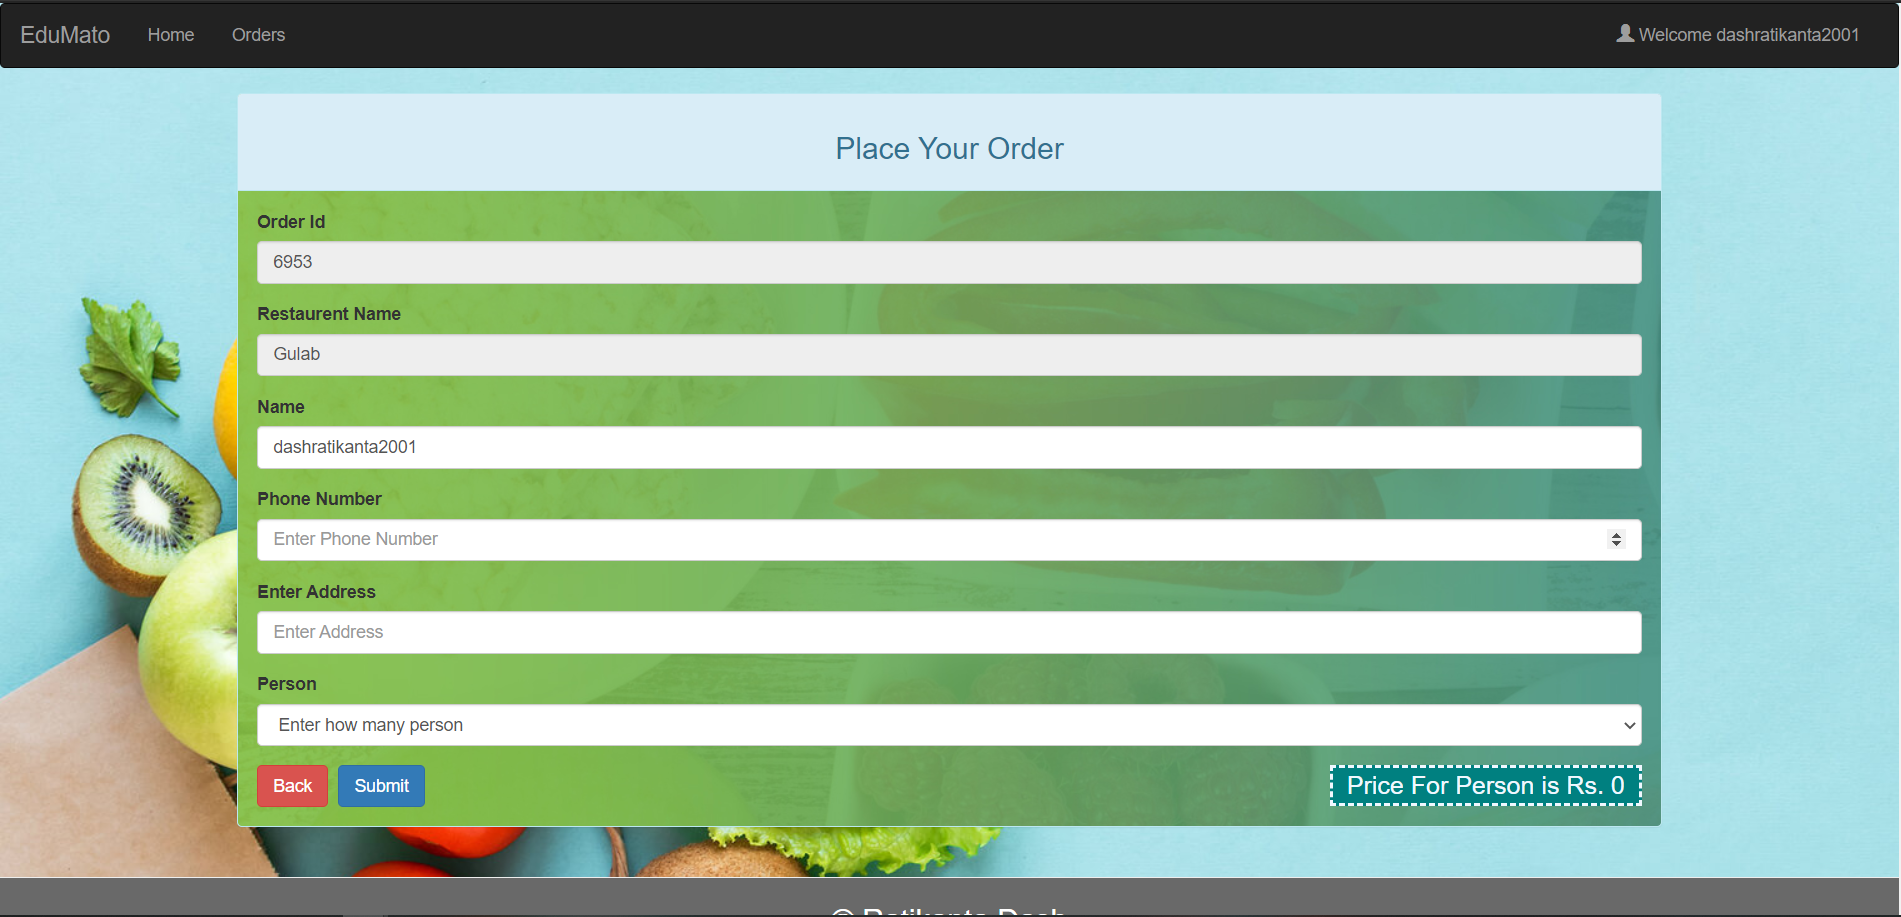 EduMato Home Orders Welcome dashratikanta2001
Place Your Order
Order Id
6953
Restaurent Name
Gulab
Name
dashratikanta2001
Phone Number
Enter Phone Number
Enter Address
Enter Address
Person
Enter how many person
Back Submit Price For Person is Rs. 0
© Ratikanta Dash